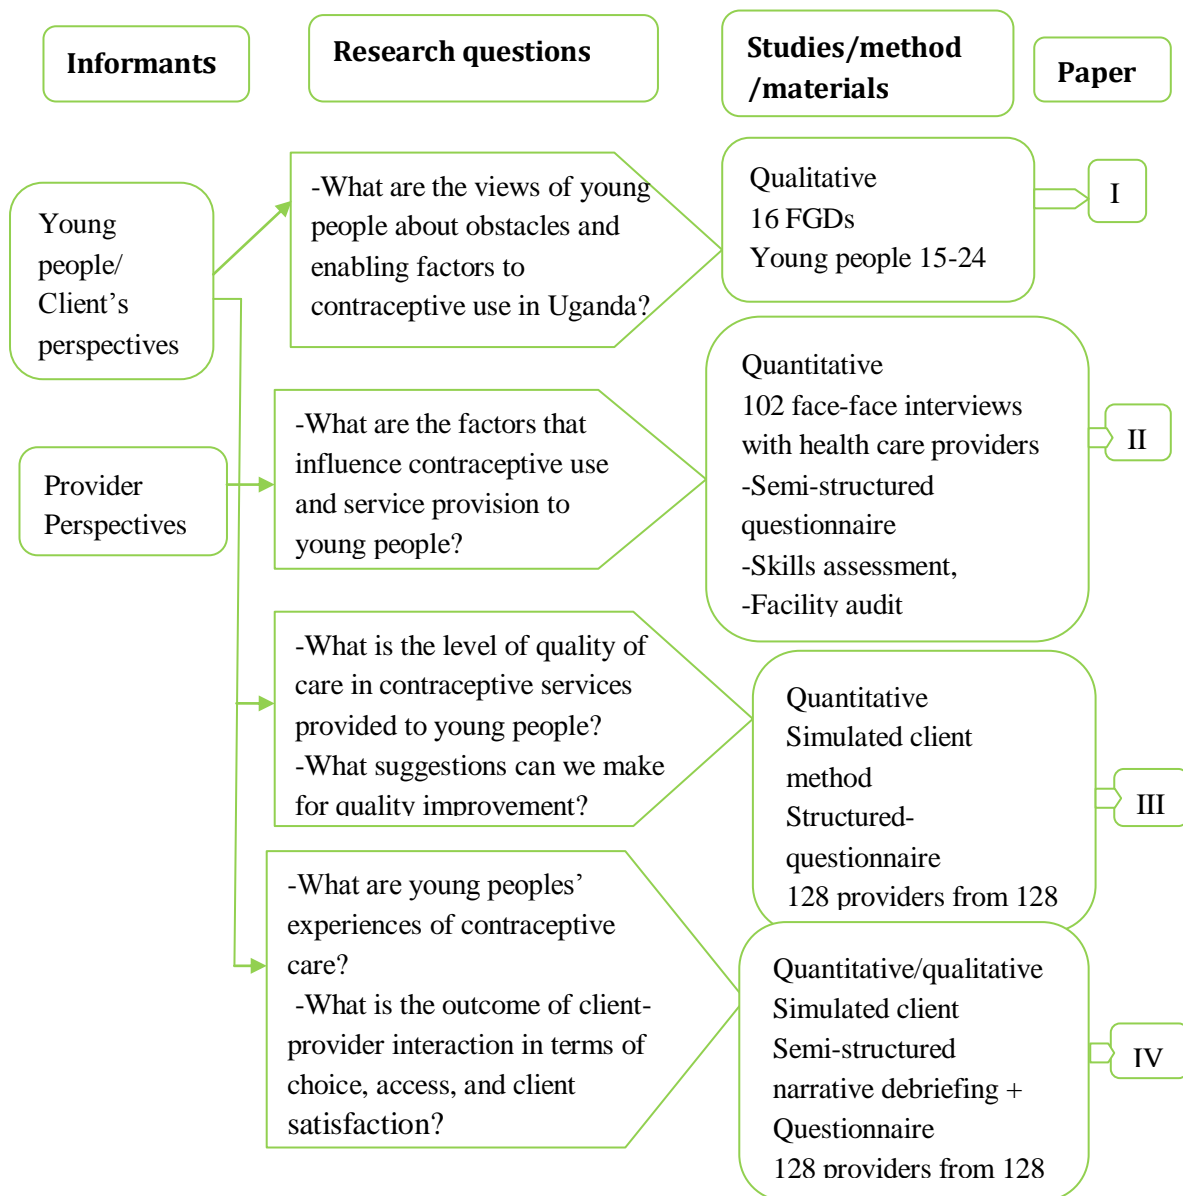 Informants
Research questions
Studies/method
/materials
Paper
Young
people/
Client’s
perspectives
-What are the views of young
people about obstacles and
enabling factors to
contraceptive use in Uganda?
Qualitative
16 FGDs
Young people 15-24
I
Provider
Perspectives
-What are the factors that
influence contraceptive use
and service provision to
young people?
Quantitative
102 face-face interviews
with health care providers
-Semi-structured
questionnaire
-Skills assessment,
-Facility audit
II
-What is the level of quality of
care in contraceptive services
provided to young people?
-What suggestions can we make
for quality improvement?
Quantitative
Simulated client
method
Structured-
questionnaire
128 providers from 128
III
-What are young peoples’
experiences of contraceptive
care?
-What is the outcome of client-
provider interaction in terms of
choice, access, and client
satisfaction?
Quantitative/qualitative
Simulated client
Semi-structured
narrative debriefing +
Questionnaire
128 providers from 128
IV